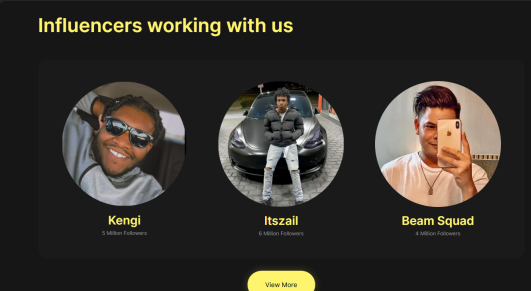 Influencers working with us
Kengi
5 Million Followers
Itszail
6 Million Followers
Beam Squad
4 Million Followers
View More